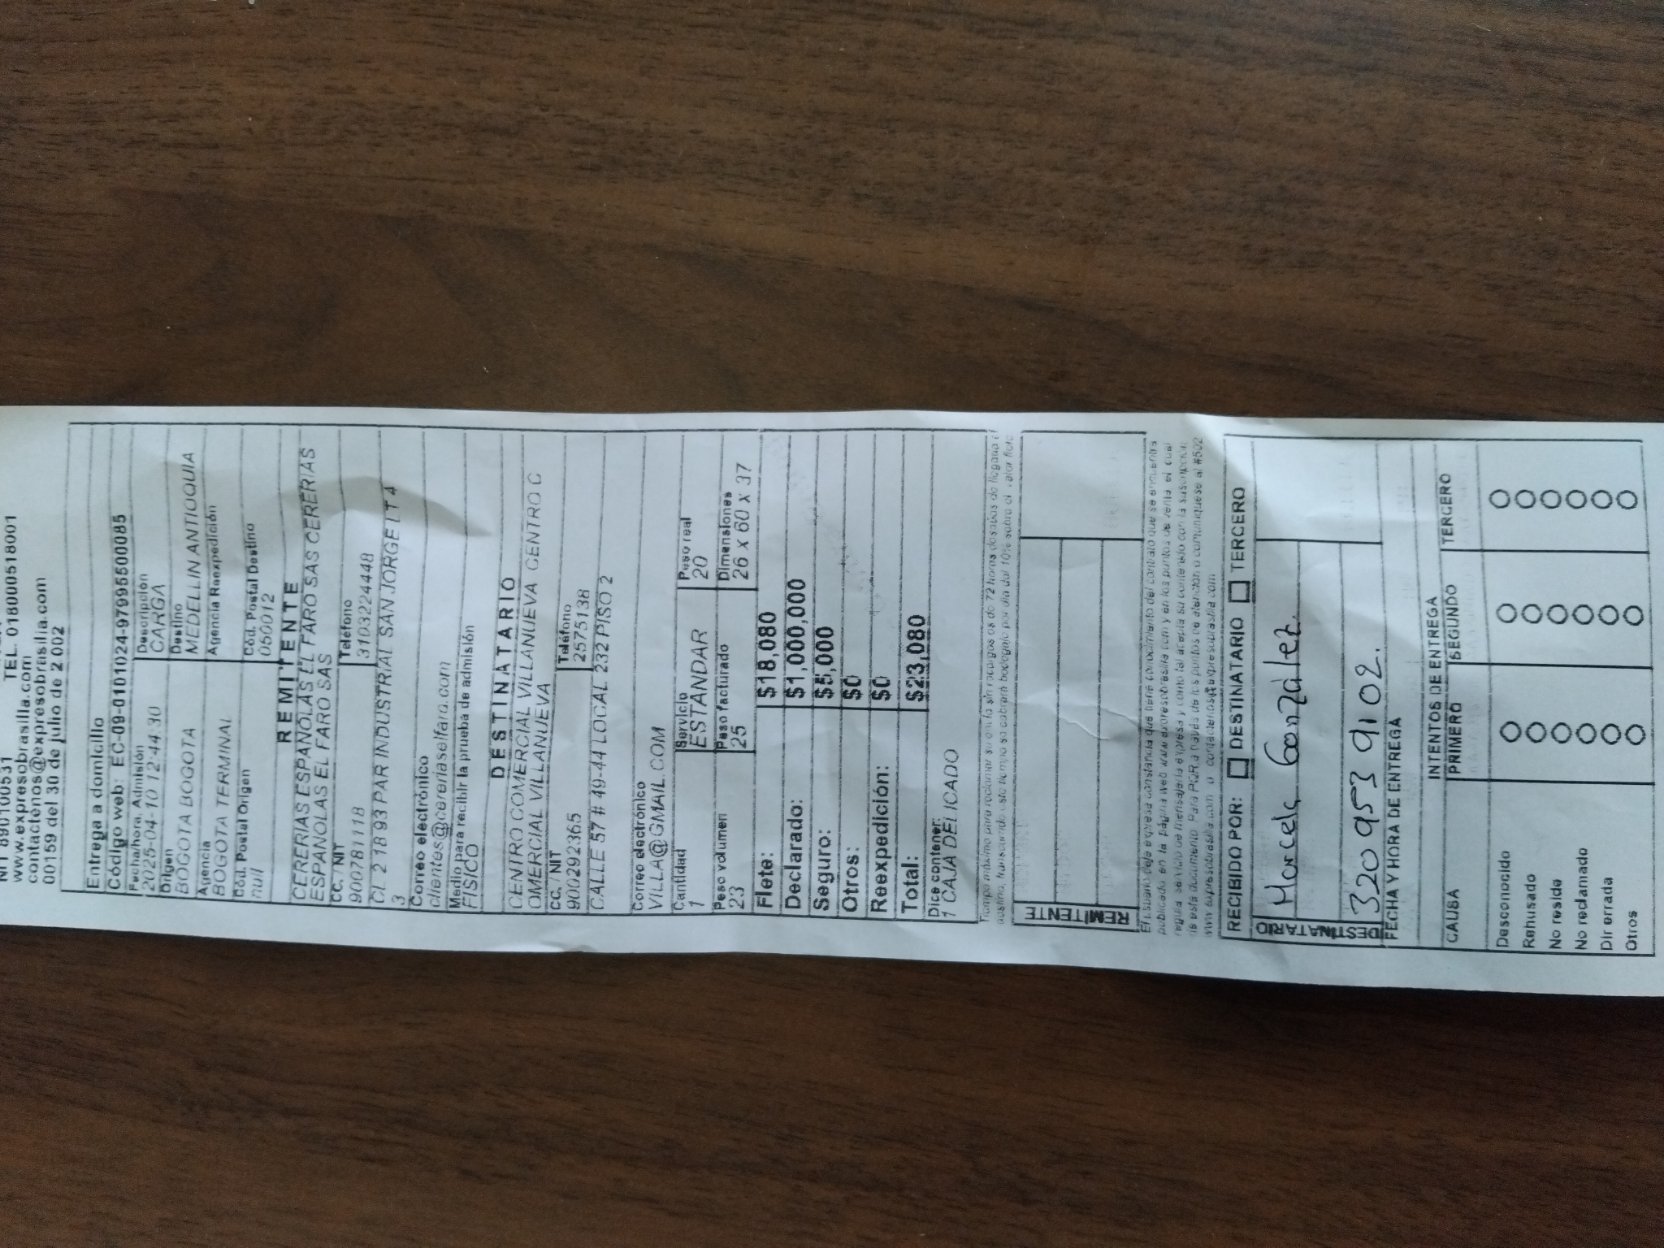 NIT 890100531 TEL. 018000518001
www.expresobrasilia.com
contactenos@expresobrasilia.com
00159 del 30 de julio de 2 002
Entrega a domicilio
Código web: EC-09-0101024-97995500085
Fecha/hora. Admisión Descripción
2025-04-10 12:44.30 CARGA
Origen Destino
BOGOTA BOGOTA MEDELLIN ANTIOQUIA
Agencia Agencia Reexpedición
BOGOTA TERMINAL
Cód. Postal Origen Cód. Postal Destino
null 050012
REMITENTE
CERERIAS ESPAÑOLAS EL FARO SAS CERERIAS
ESPAÑOLAS EL FARO SAS
CC. / NIT Teléfono
900781118 3103224448
CL 2 18 93 PAR INDUSTRIAL SAN JORGE LT 4
3
Correo electrónico
clientes@cereriaselfaro.com
Medio para recibir la prueba de admisión
FISICO
DESTINATARIO
CENTRO COMERCIAL VILLANUEVA CENTRO C
OMERCIAL VILLANUEVA
CC. NIT Teléfono
900292365 2575138
CALLE 57 # 49-44 LOCAL 232 PISO 2
Correo electrónico
VILLA@GMAIL.COM
Cantidad Servicio Peso real
1 ESTANDAR 20
Peso volumen Peso facturado Dimensiones
23 25 26 x 60 x 37
Flete: $18,080
Declarado: $1,000,000
Seguro: $5,000
Otros: $0
Reexpedición: $0
Total: $23,080
Dice contener:
1 CAJA DELICADO
REMITENTE
RECIBIDO POR: DESTINATARIO TERCERO
DESTINATARIO
Marcela Gonzalez.
320 953 9102.
FECHA Y HORA DE ENTREGA
INTENTOS DE ENTREGA
CAUSA PRIMERO SEGUNDO TERCERO
Desconocido
Rehusado
No reside
No reclamado
Dir errada
Otros